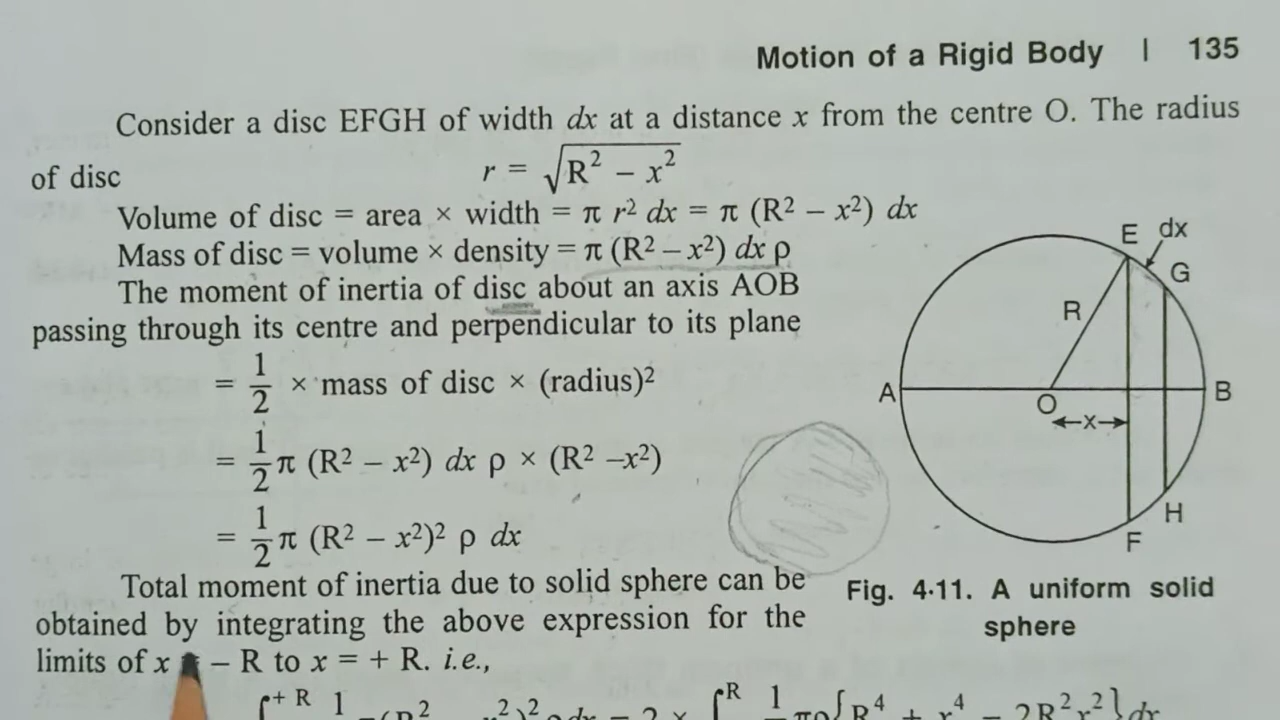 Motion of a Rigid Body | 135
Consider a disc EFGH of width dx at a distance x from the centre O. The radius
of disc r = √R² – x²
Volume of disc = area × width = π r² dx = π (R² – x²) dx
Mass of disc = volume × density = π (R² – x²) dx ρ
The moment of inertia of disc about an axis AOB
passing through its centre and perpendicular to its plane
= 1/2 × mass of disc × (radius)²
= 1/2 π (R² – x²) dx ρ × (R² –x²)
= 1/2 π (R² – x²)² ρ dx
Total moment of inertia due to solid sphere can be
obtained by integrating the above expression for the
limits of x – R to x = + R. i.e.,
E dx
G
R
A
B
O
x
H
F
Fig. 4·11. A uniform solid
sphere